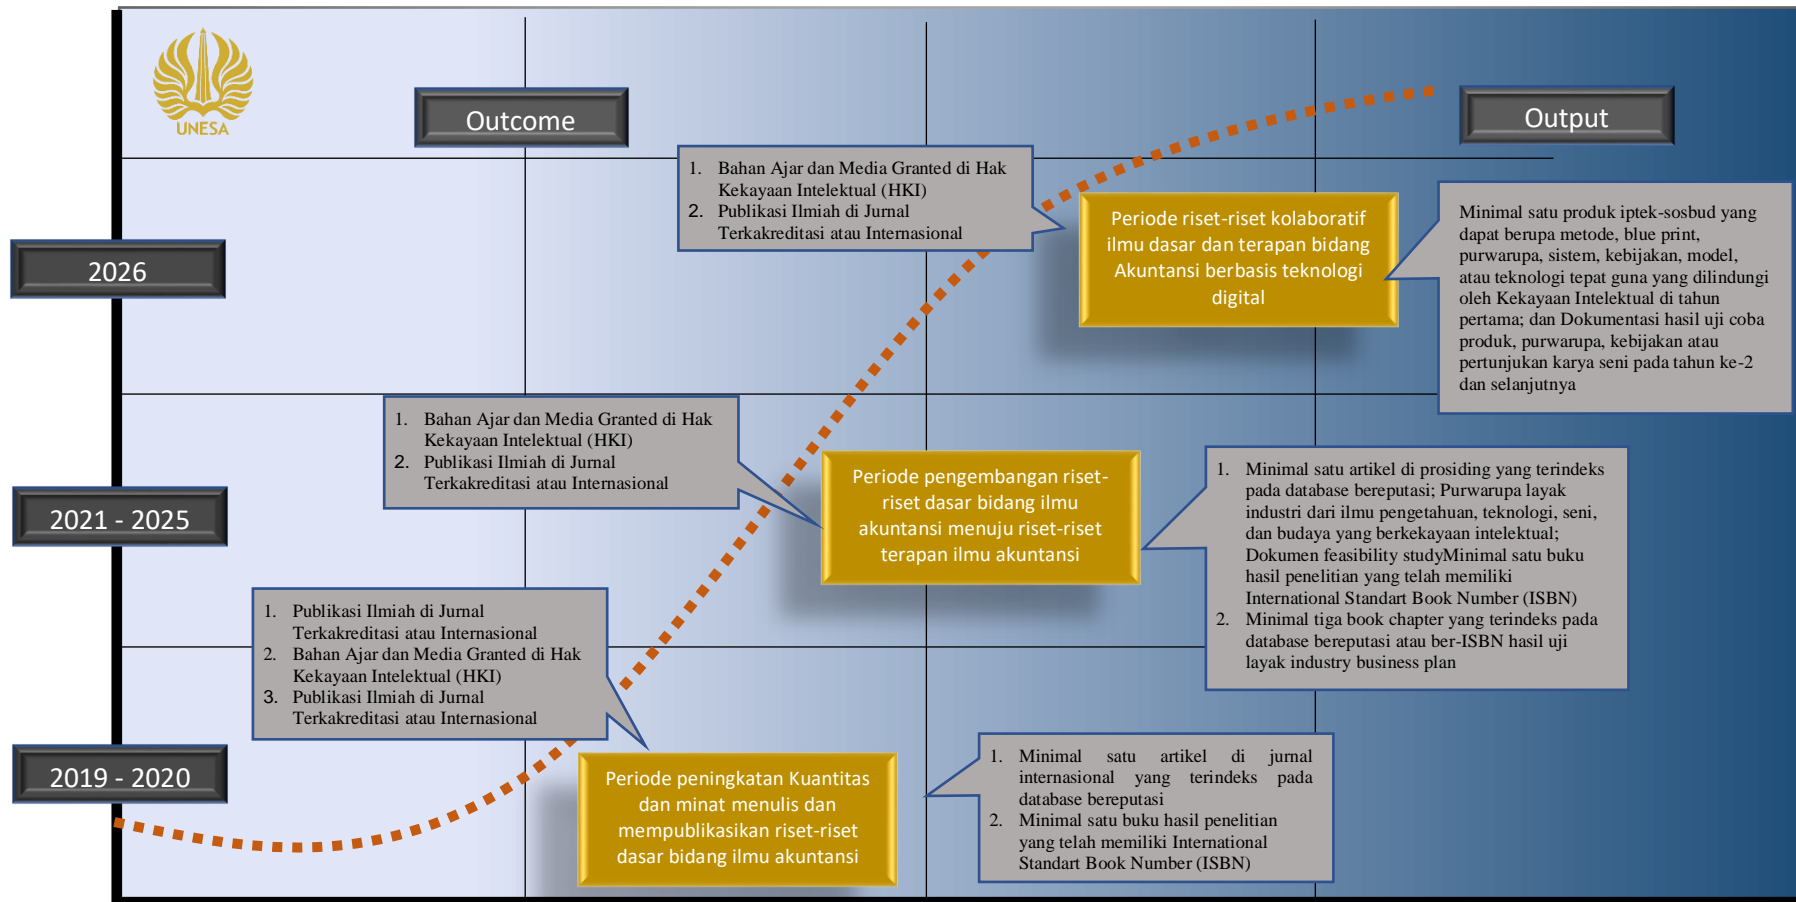 UNESA
Outcome
Output
2026
1. Bahan Ajar dan Media Granted di Hak
Kekayaan Intelektual (HKI)
2. Publikasi Ilmiah di Jurnal
Terkakreditasi atau Internasional
Periode riset-riset kolaboratif
ilmu dasar dan terapan bidang
Akuntansi berbasis teknologi
digital
Minimal satu produk iptek-sosbud yang
dapat berupa metode, blue print,
purwarupa, sistem, kebijakan, model,
atau teknologi tepat guna yang dilindungi
oleh Kekayaan Intelektual di tahun
pertama; dan Dokumentasi hasil uji coba
produk, purwarupa, kebijakan atau
pertunjukan karya seni pada tahun ke-2
dan selanjutnya
2021 - 2025
1. Bahan Ajar dan Media Granted di Hak
Kekayaan Intelektual (HKI)
2. Publikasi Ilmiah di Jurnal
Terkakreditasi atau Internasional
Periode pengembangan riset-
riset dasar bidang ilmu
akuntansi menuju riset-riset
terapan ilmu akuntansi
1. Minimal satu artikel di prosiding yang terindeks
pada database bereputasi; Purwarupa layak
industri dari ilmu pengetahuan, teknologi, seni,
dan budaya yang berkekayaan intelektual;
Dokumen feasibility studyMinimal satu buku
hasil penelitian yang telah memiliki
International Standart Book Number (ISBN)
2. Minimal tiga book chapter yang terindeks pada
database bereputasi atau ber-ISBN hasil uji
layak industry business plan
2019 - 2020
1. Publikasi Ilmiah di Jurnal
Terkakreditasi atau Internasional
2. Bahan Ajar dan Media Granted di Hak
Kekayaan Intelektual (HKI)
3. Publikasi Ilmiah di Jurnal
Terkakreditasi atau Internasional
Periode peningkatan Kuantitas
dan minat menulis dan
mempublikasikan riset-riset
dasar bidang ilmu akuntansi
1. Minimal satu artikel di jurnal
internasional yang terindeks pada
database bereputasi
2. Minimal satu buku hasil penelitian
yang telah memiliki International
Standart Book Number (ISBN)